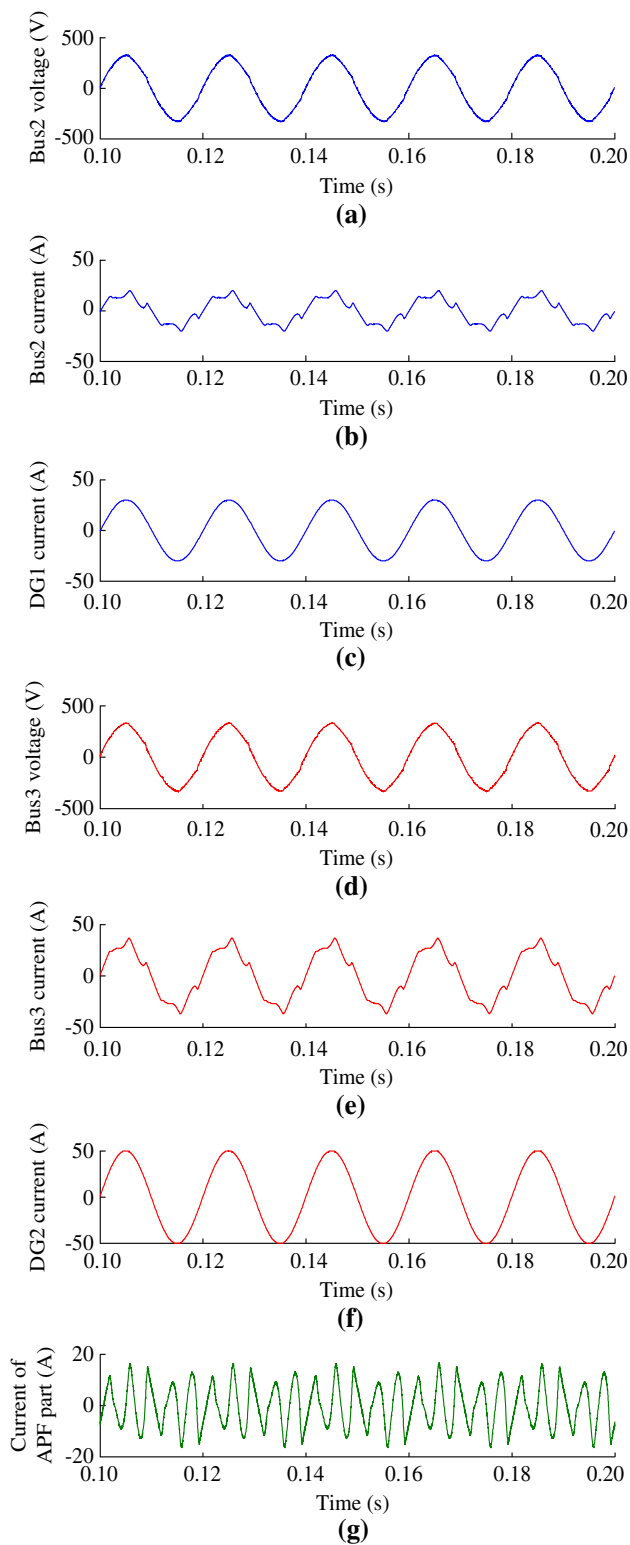 Bus2 voltage (V)
500
0
-500
0.10 0.12 0.14 0.16 0.18 0.20
Time (s)
(a)
Bus2 current (A)
50
0
-50
0.10 0.12 0.14 0.16 0.18 0.20
Time (s)
(b)
DG1 current (A)
50
0
-50
0.10 0.12 0.14 0.16 0.18 0.20
Time (s)
(c)
Bus3 voltage (V)
500
0
-500
0.10 0.12 0.14 0.16 0.18 0.20
Time (s)
(d)
Bus3 current (A)
50
0
-50
0.10 0.12 0.14 0.16 0.18 0.20
Time (s)
(e)
DG2 current (A)
50
0
-50
0.10 0.12 0.14 0.16 0.18 0.20
Time (s)
(f)
Current of
APF part (A)
20
0
-20
0.10 0.12 0.14 0.16 0.18 0.20
Time (s)
(g)